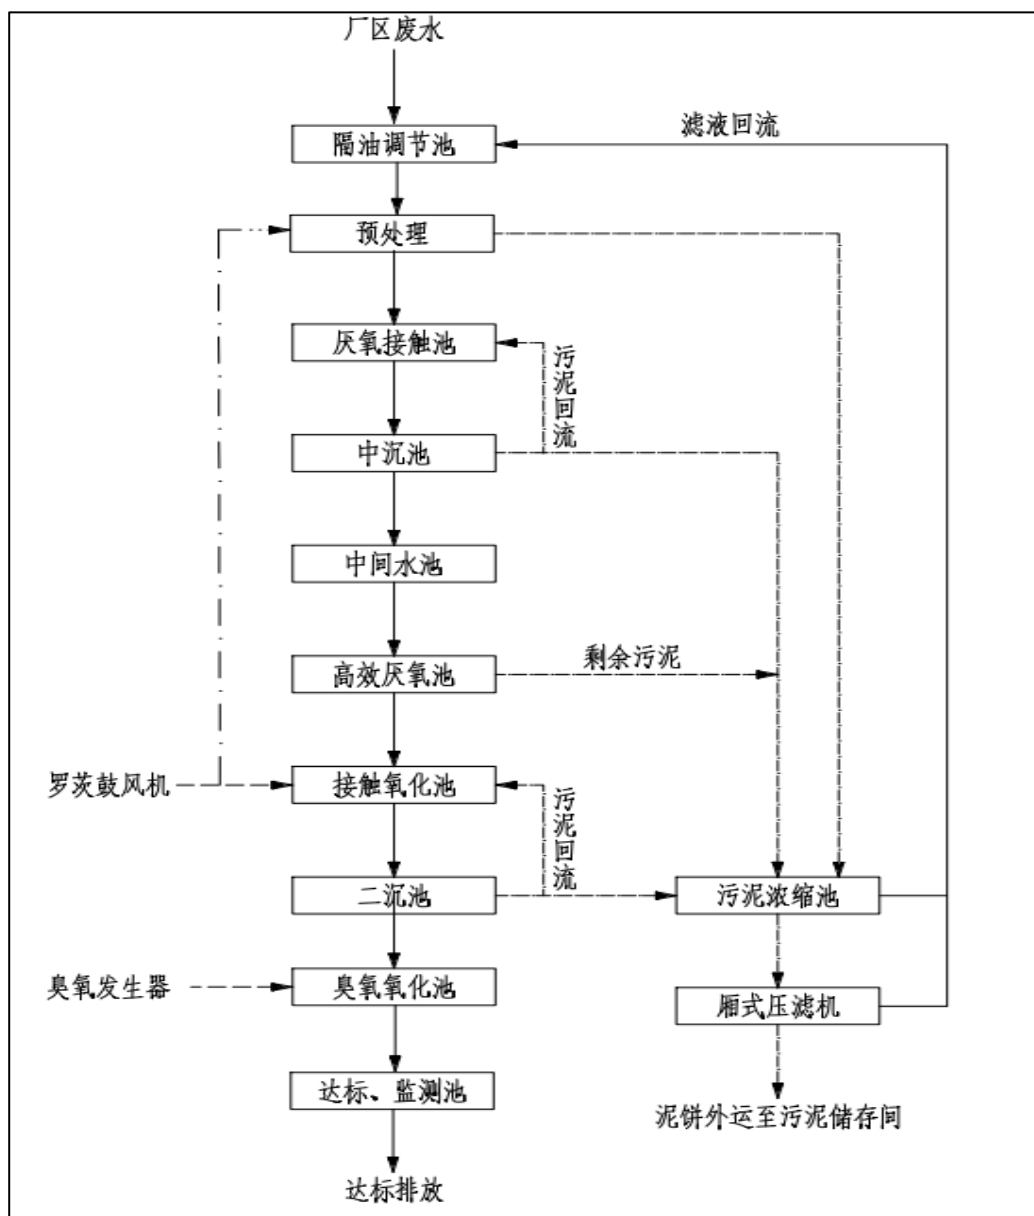 厂区废水
滤液回流
隔油调节池
预处理
厌氧接触池
污泥回流
中沉池
中间水池
剩余污泥
高效厌氧池
罗茨鼓风机
接触氧化池
污泥回流
二沉池
污泥浓缩池
臭氧发生器
臭氧氧化池
厢式压滤机
达标、监测池
泥饼外运至污泥储存间
达标排放